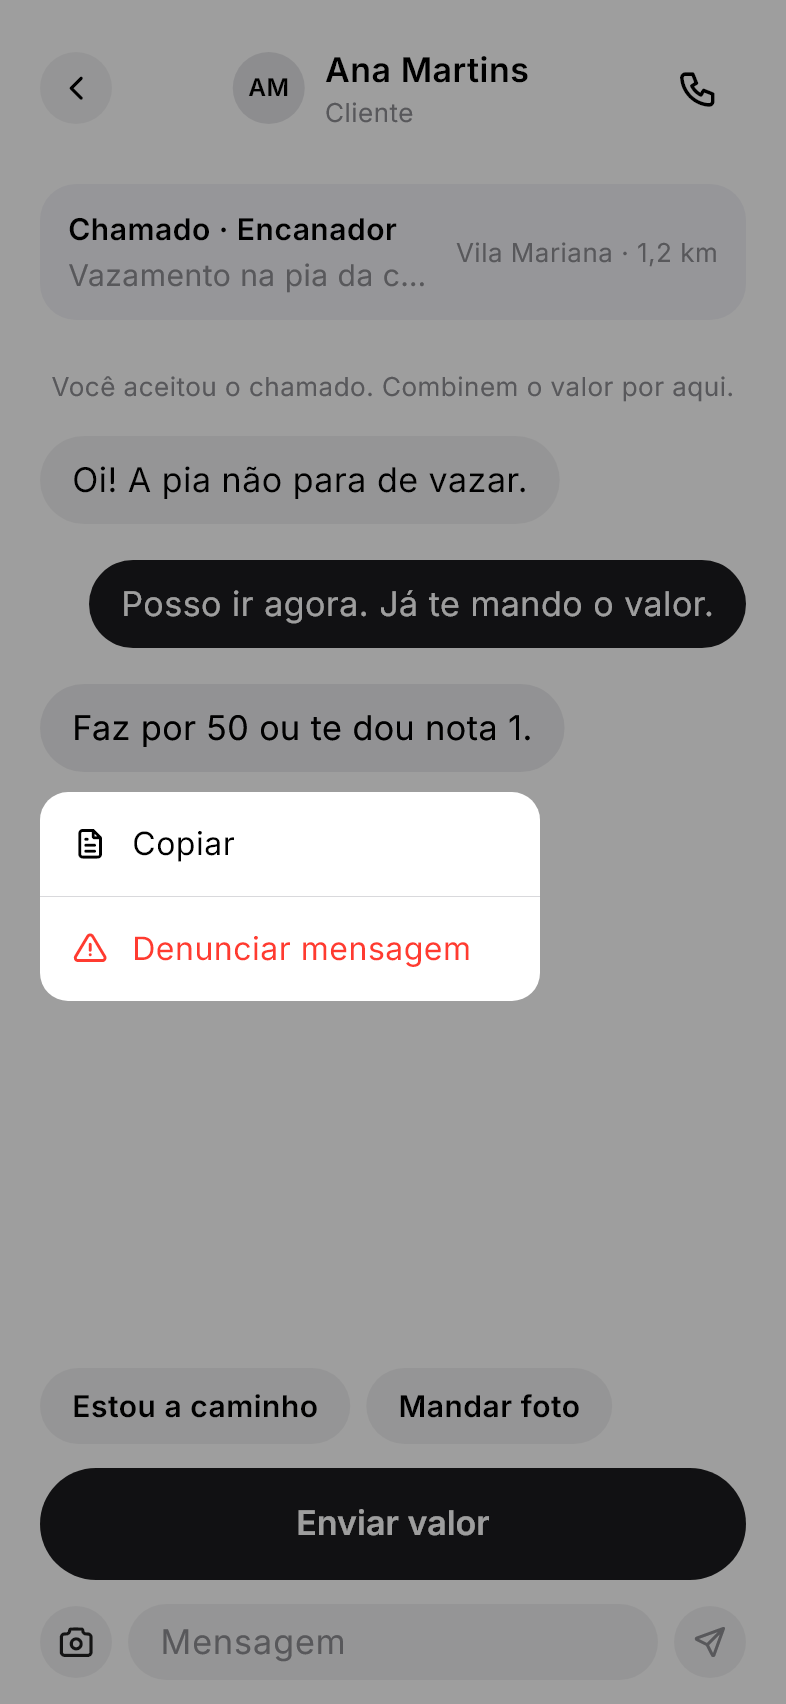 AM
Ana Martins
Cliente
Chamado · Encanador
Vazamento na pia da c...
Vila Mariana · 1,2 km
Você aceitou o chamado. Combinem o valor por aqui.
Oi! A pia não para de vazar.
Posso ir agora. Já te mando o valor.
Faz por 50 ou te dou nota 1.
Copiar
Denunciar mensagem
Estou a caminho
Mandar foto
Enviar valor
Mensagem